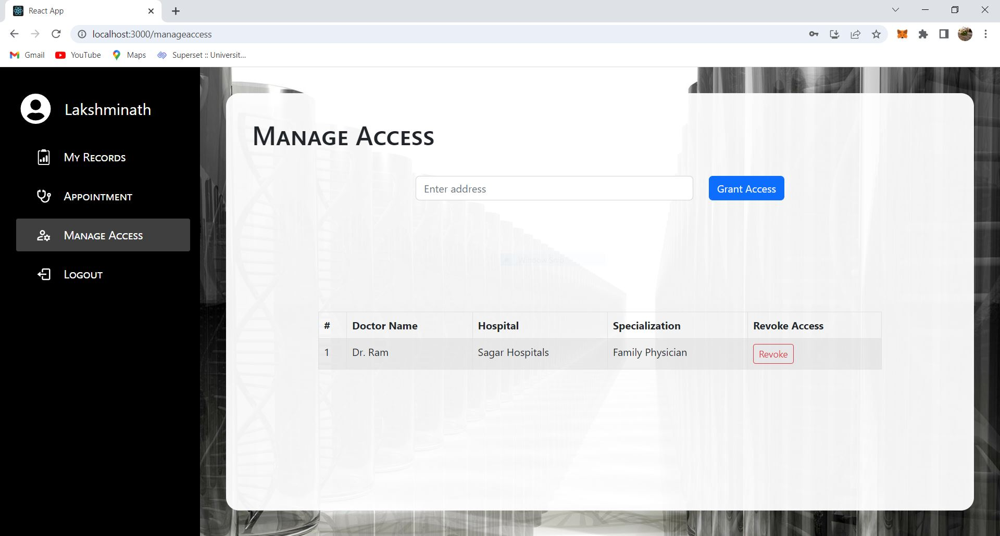 React App
localhost:3000/manageaccess
Gmail YouTube Maps Superset :: Universit...
Lakshminath
My Records
Appointment
Manage Access
Logout
Manage Access
Enter address Grant Access
Window Snip
# Doctor Name Hospital Specialization Revoke Access
1 Dr. Ram Sagar Hospitals Family Physician Revoke